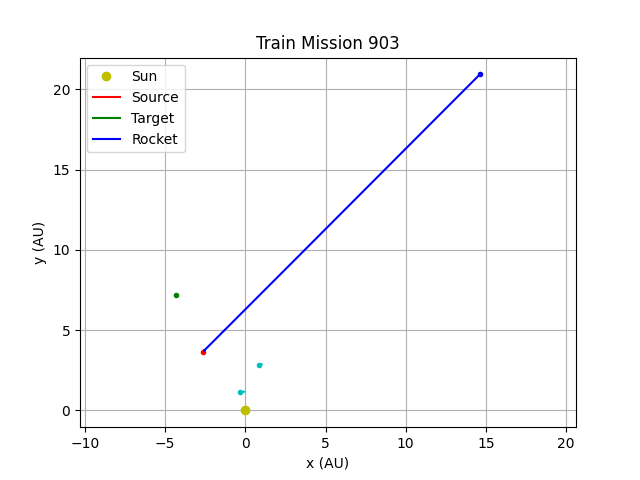 Train Mission 903
Sun
Source
Target
Rocket
20
15
10
5
0
y (AU)
−10
−5
0
5
10
15
20
x (AU)